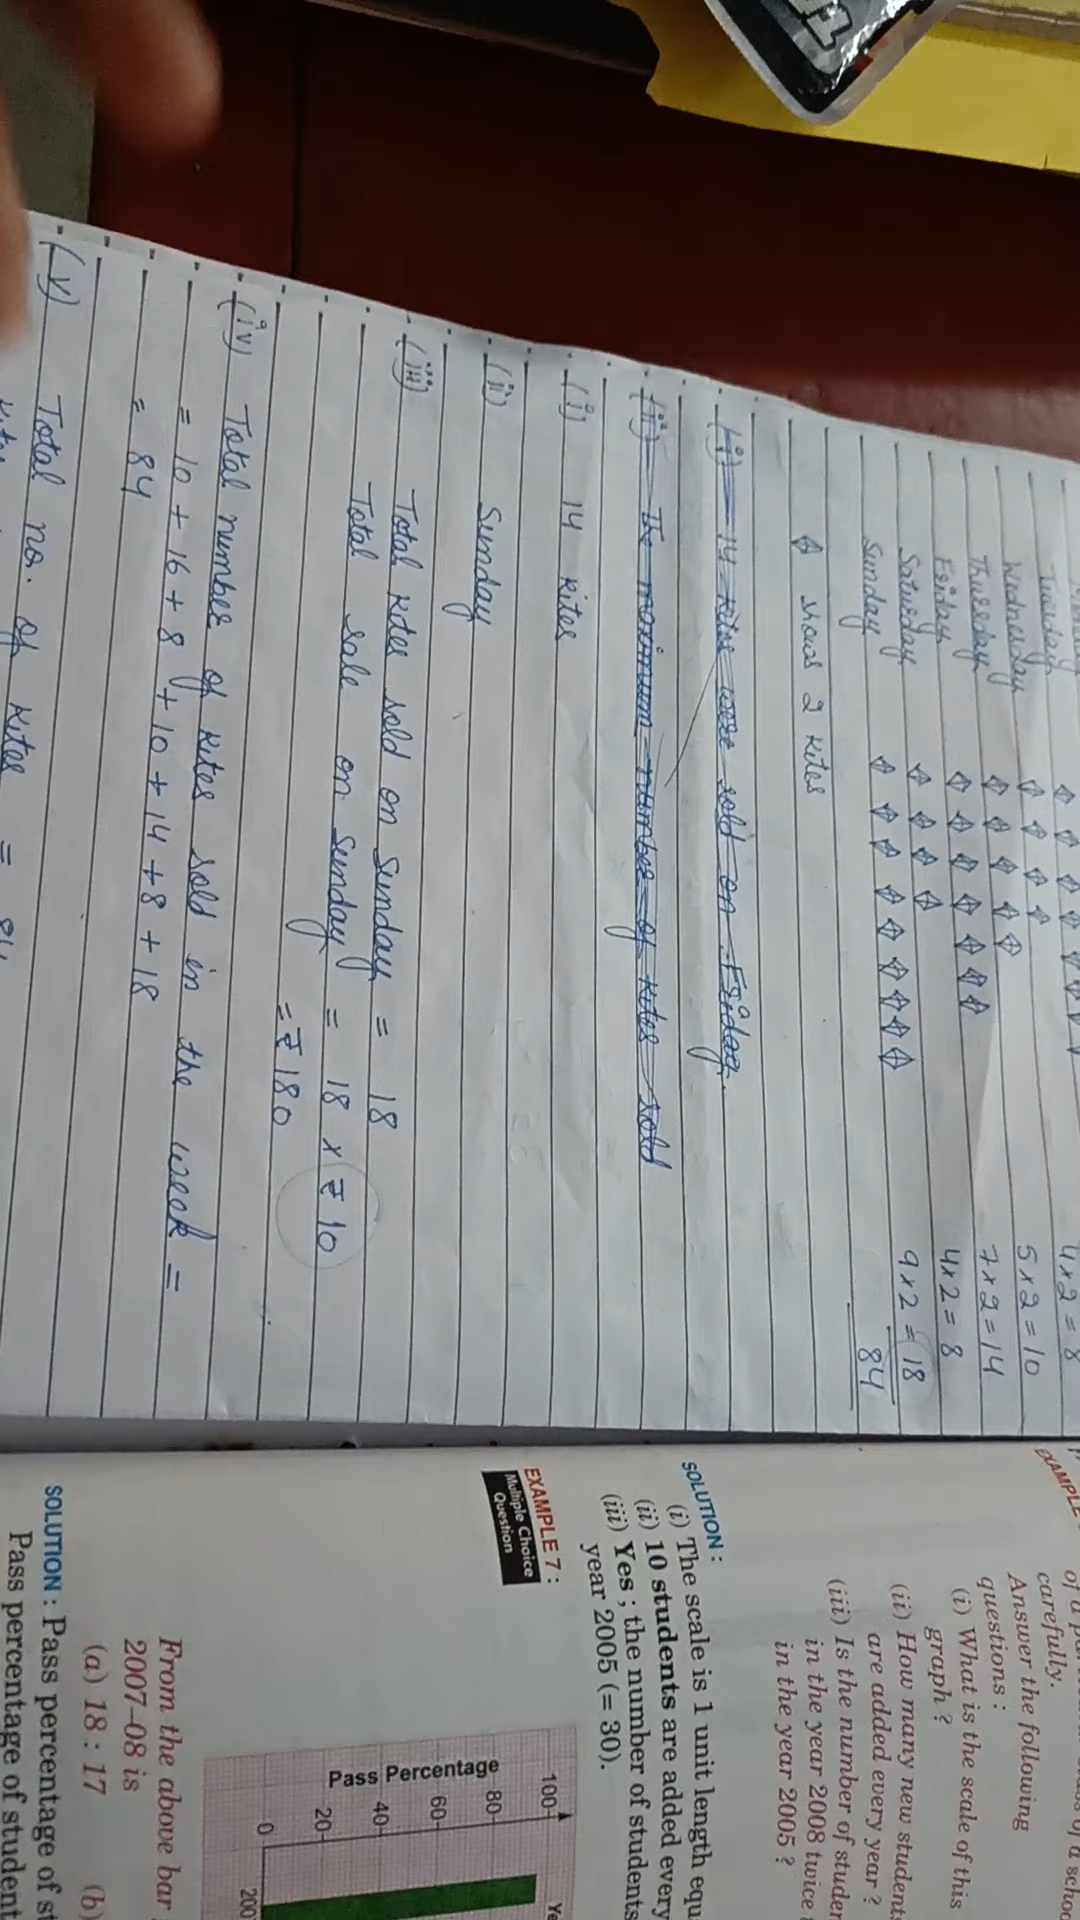 Tuesday
Wednesday 4 x 2 = 8
Thursday 5 x 2 = 10
Friday 7 x 2 = 14
Saturday 4 x 2 = 8
Sunday 9 x 2 = 18
84
shows 2 kites
(i) 14 kites were sold on Friday.
(ii) The maximum number of kites sold
(i) 14 kites
(ii) Sunday
(iii) Total kites sold on Sunday = 18
Total sale on Sunday = 18 x ₹ 10
= ₹ 180
(iv) Total number of kites sold in the week =
= 10 + 16 + 8 + 10 + 14 + 8 + 18
= 84
(v) Total no. of kites = 84
EXAMPLE
carefully.
Answer the following
questions :
(i) What is the scale of this
graph ?
(ii) How many new student
are added every year ?
(iii) Is the number of studen
in the year 2008 twice
in the year 2005 ?
SOLUTION :
(i) The scale is 1 unit length equ
(ii) 10 students are added every
(iii) Yes ; the number of students
year 2005 (= 30).
EXAMPLE 7 :
Multiple Choice
Question
Pass Percentage
100
80
60
40
20
0
200
Ye
From the above bar
2007–08 is
(a) 18 : 17 (b)
SOLUTION : Pass percentage of st
Pass percentage of student